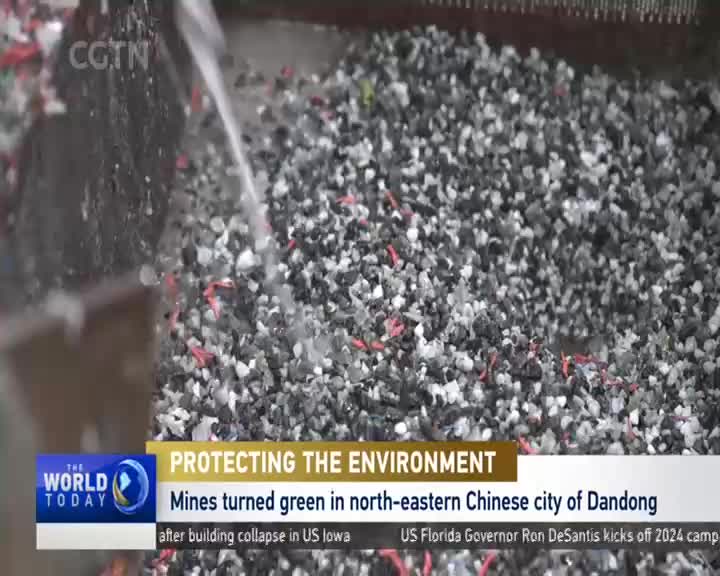 CGTN
PROTECTING THE ENVIRONMENT
THE
WORLD
TODAY
Mines turned green in north-eastern Chinese city of Dandong
after building collapse in US Iowa US Florida Governor Ron DeSantis kicks off 2024 camp